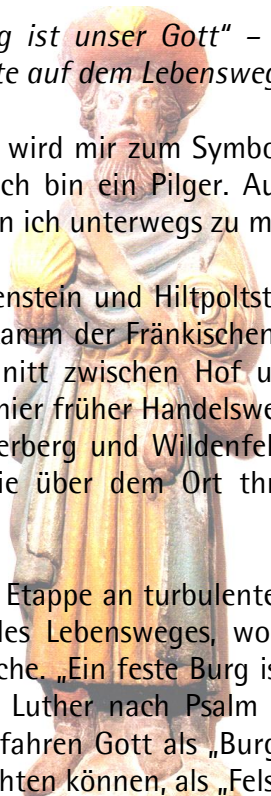 g ist unser Gott“ –
te auf dem Lebensweg
wird mir zum Symbo
ch bin ein Pilger. Au
n ich unterwegs zu m
enstein und Hiltpoltst
amm der Fränkischen
nitt zwischen Hof u
hier früher Handelswe
erberg und Wildenfel
ie über dem Ort thr
Etappe an turbulente
des Lebensweges, wo
che. „Ein feste Burg is
Luther nach Psalm
fahren Gott als „Burg
chten können, als „Fels